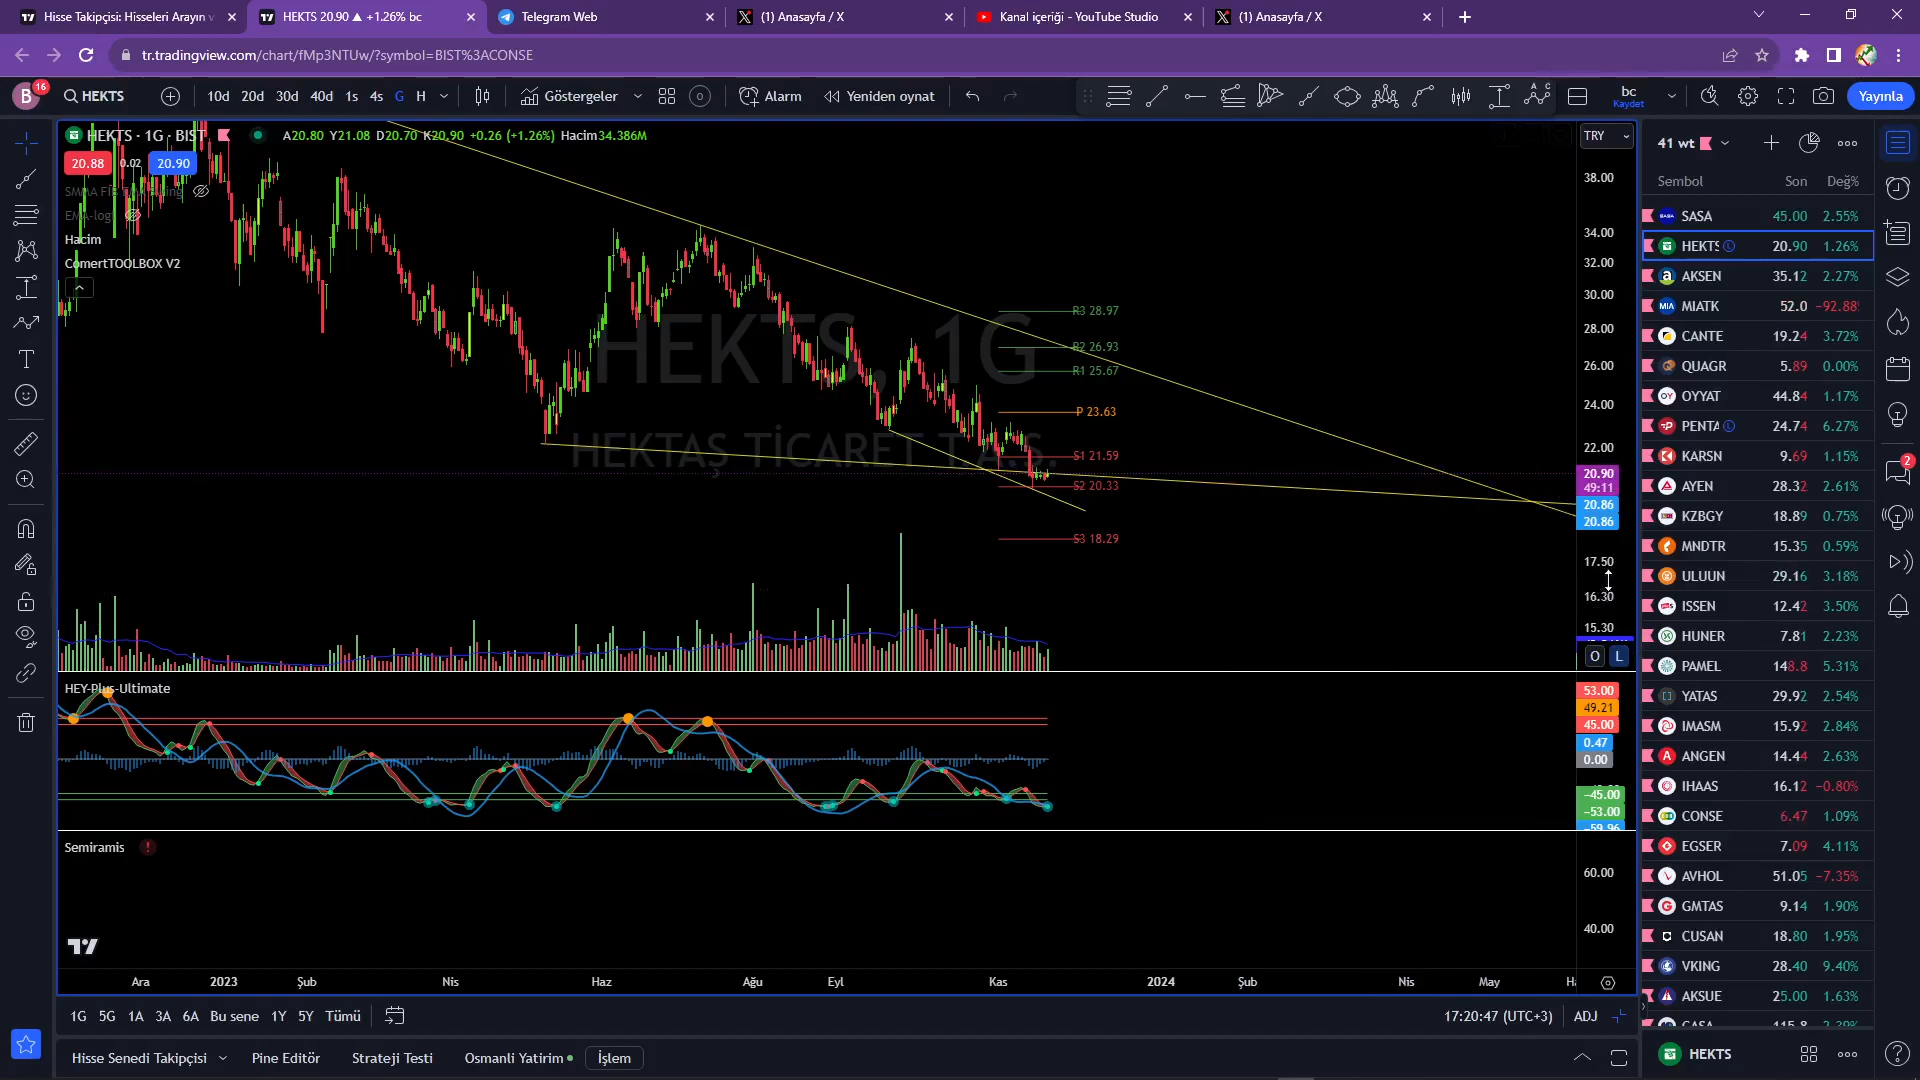 Hisse Takipçisi: Hisseleri Arayın v
HEKTS 20.90 ▲ +1.26% bc
Telegram Web
(1) Anasayfa / X
Kanal içeriği - YouTube Studio
(1) Anasayfa / X
tr.tradingview.com/chart/fMp3NTUw/?symbol=BIST%3ACONSE
B 16
HEKTS
10d 20d 30d 40d 1s 4s G H
Göstergeler
Alarm
Yeniden oynat
bc
Kaydet
Yayınla
HEKTS · 1G · BIST
A20.80 Y21.08 D20.70 K20.90 +0.26 (+1.26%) Hacim34.386M
20.88 0.02 20.90
EMA-log
Hacim
ComertTOOLBOX V2
HEKTS, 1G
HEKTAŞ TİCARET T.A.S.
R3 28.97
R2 26.93
R1 25.67
P 23.63
S1 21.59
S2 20.33
S3 18.29
TRY
38.00
34.00
32.00
30.00
28.00
26.00
24.00
22.00
20.90
49:11
20.86
20.86
17.50
16.30
15.30
O L
HEY-Plus-Ultimate
53.00
49.21
45.00
0.47
0.00
−45.00
−53.00
−59.96
Semiramis !
60.00
40.00
Ara 2023 Şub Nis Haz Ağu Eyl Kas 2024 Şub Nis May
1G 5G 1A 3A 6A Bu sene 1Y 5Y Tümü
17:20:47 (UTC+3) ADJ
Hisse Senedi Takipçisi
Pine Editör
Strateji Testi
Osmanli Yatirim
İşlem
41 wt
Sembol Son Değ%
SASA 45.00 2.55%
HEKTS 20.90 1.26%
AKSEN 35.12 2.27%
MIATK 52.0 −92.88
CANTE 19.24 3.72%
QUAGR 5.89 0.00%
OYYAT 44.84 1.17%
PENTA 24.74 6.27%
KARSN 9.69 1.15%
AYEN 28.32 2.61%
KZBGY 18.89 0.75%
MNDTR 15.35 0.59%
ULUUN 29.16 3.18%
ISSEN 12.42 3.50%
HUNER 7.81 2.23%
PAMEL 148.8 5.31%
YATAS 29.92 2.54%
IMASM 15.92 2.84%
ANGEN 14.44 2.63%
IHAAS 16.12 −0.80%
CONSE 6.47 1.09%
EGSER 7.09 4.11%
AVHOL 51.05 −7.35%
GMTAS 9.14 1.90%
CUSAN 18.80 1.95%
VKING 28.40 9.40%
AKSUE 25.00 1.63%
HEKTS
2